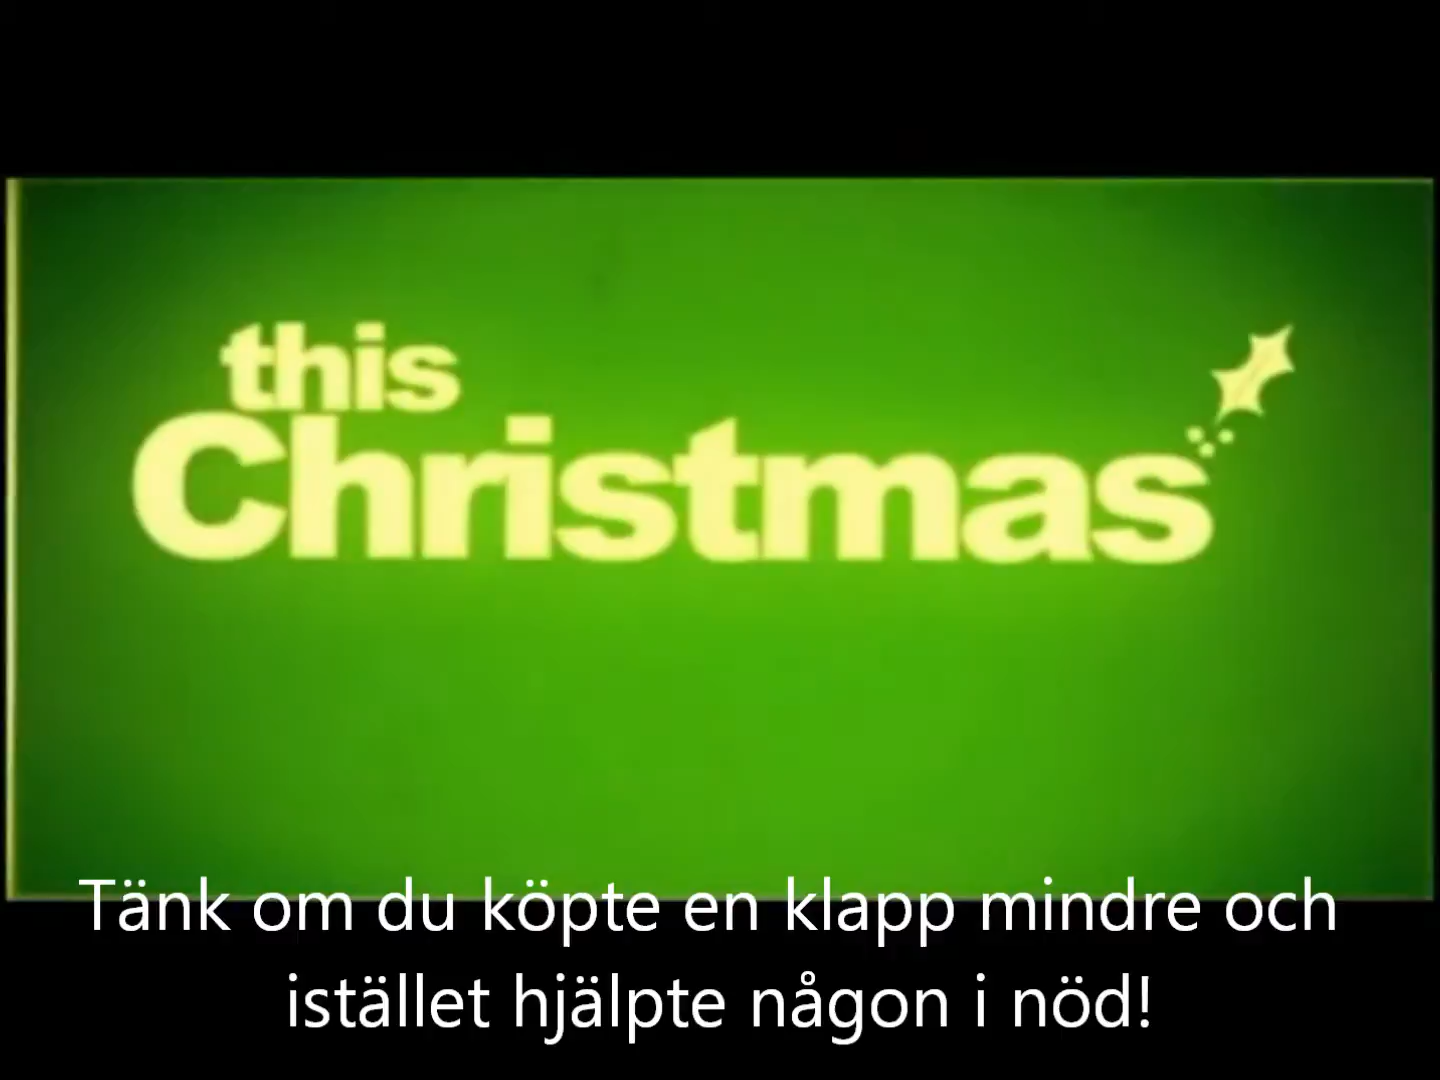 this
Christmas
Tänk om du köpte en klapp mindre och
istället hjälpte någon i nöd!